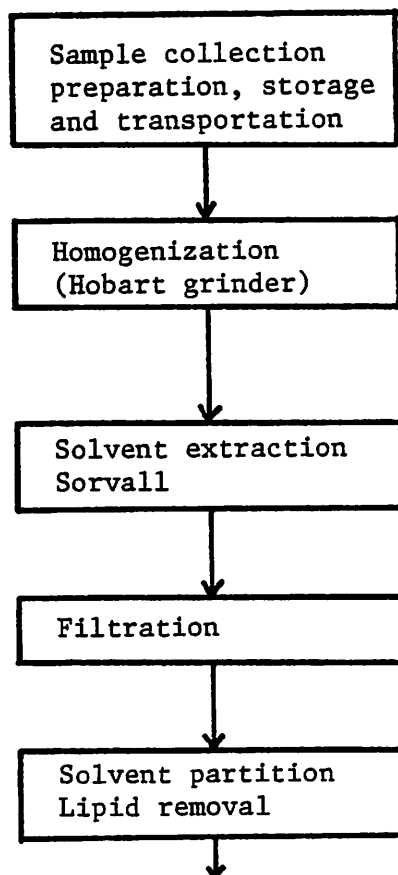 Sample collection
preparation, storage
and transportation
Homogenization
(Hobart grinder)
Solvent extraction
Sorvall
Filtration
Solvent partition
Lipid removal